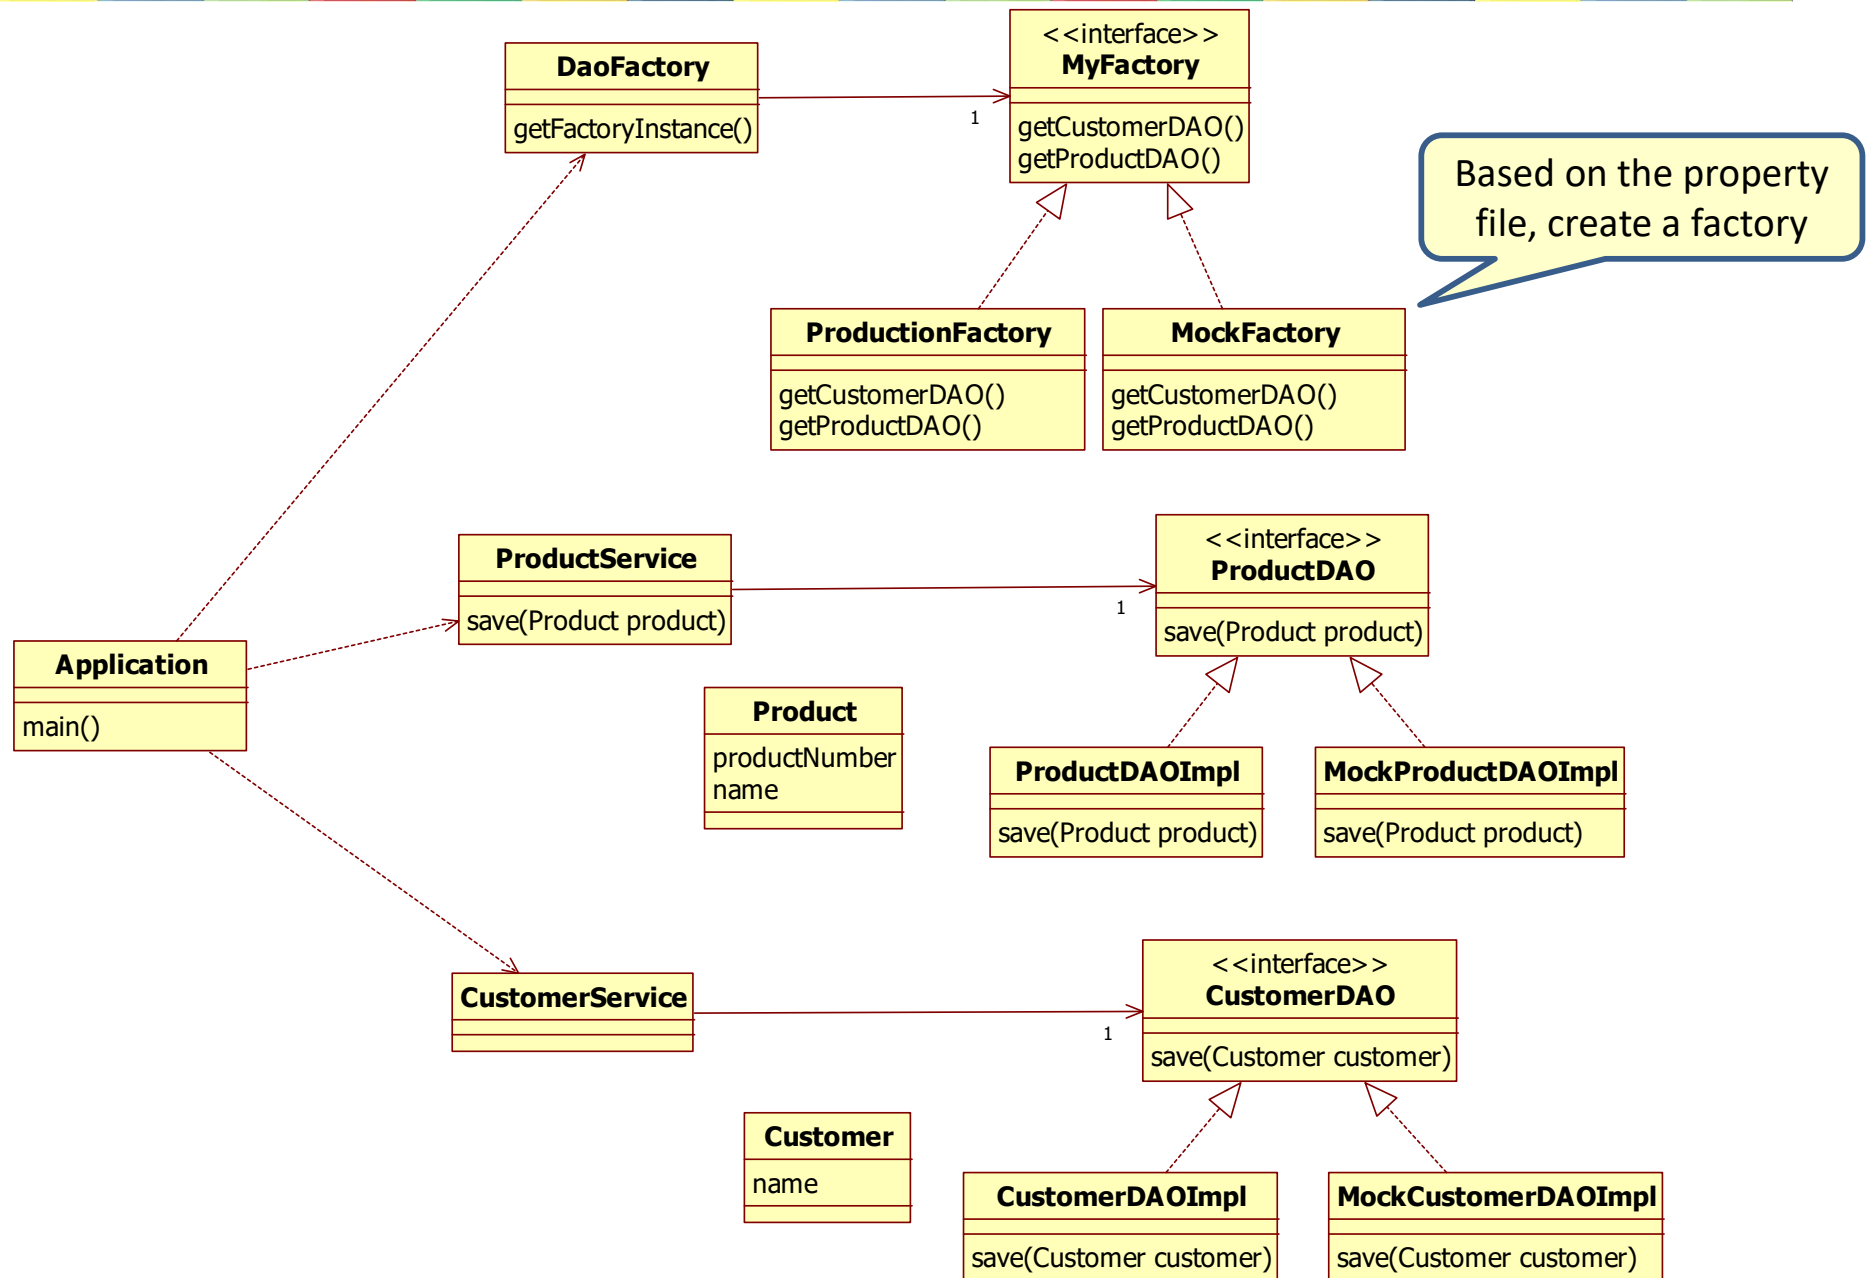 DaoFactory
getFactoryInstance()
<<interface>>
MyFactory
getCustomerDAO()
getProductDAO()
1
Based on the property
file, create a factory
ProductionFactory
getCustomerDAO()
getProductDAO()
MockFactory
getCustomerDAO()
getProductDAO()
ProductService
save(Product product)
<<interface>>
ProductDAO
save(Product product)
1
Application
main()
Product
productNumber
name
ProductDAOImpl
save(Product product)
MockProductDAOImpl
save(Product product)
CustomerService
<<interface>>
CustomerDAO
save(Customer customer)
1
Customer
name
CustomerDAOImpl
save(Customer customer)
MockCustomerDAOImpl
save(Customer customer)